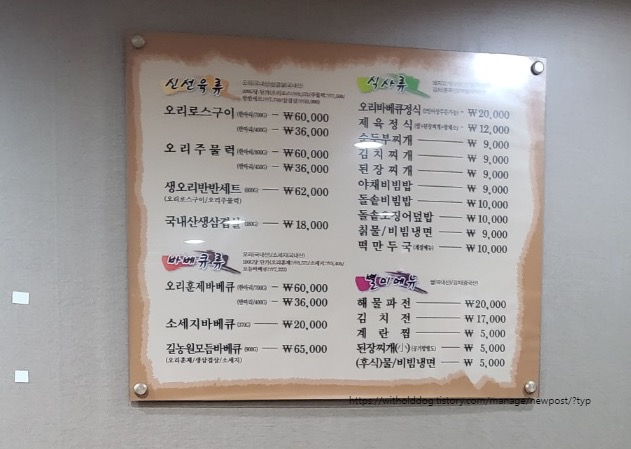 신선육류
오리로스구이 ₩60,000
₩36,000
오리주물럭 ₩60,000
₩36,000
생오리반반세트 ₩62,000
(오리로스구이/오리주물럭)
국내산생삼겹살 ₩18,000
바베큐류
오리훈제바베큐 ₩60,000
₩36,000
소세지바베큐 ₩20,000
길농원모듬바베큐 ₩65,000
(오리훈제/생삼겹살/소세지)
식사류
오리바베큐정식 ₩20,000
제육정식 ₩12,000
순두부찌개 ₩ 9,000
김치찌개 ₩ 9,000
된장찌개 ₩ 9,000
야채비빔밥 ₩ 9,000
돌솥비빔밥 ₩10,000
돌솥오징어덮밥 ₩10,000
칡물/비빔냉면 ₩ 9,000
떡만두국 ₩10,000
별미메뉴
해물파전 ₩20,000
김치전 ₩17,000
계란찜 ₩ 5,000
된장찌개(小) ₩ 5,000
(후식)물/비빔냉면 ₩ 5,000
https://witholddog.tistory.com/manage/newpost/?typ